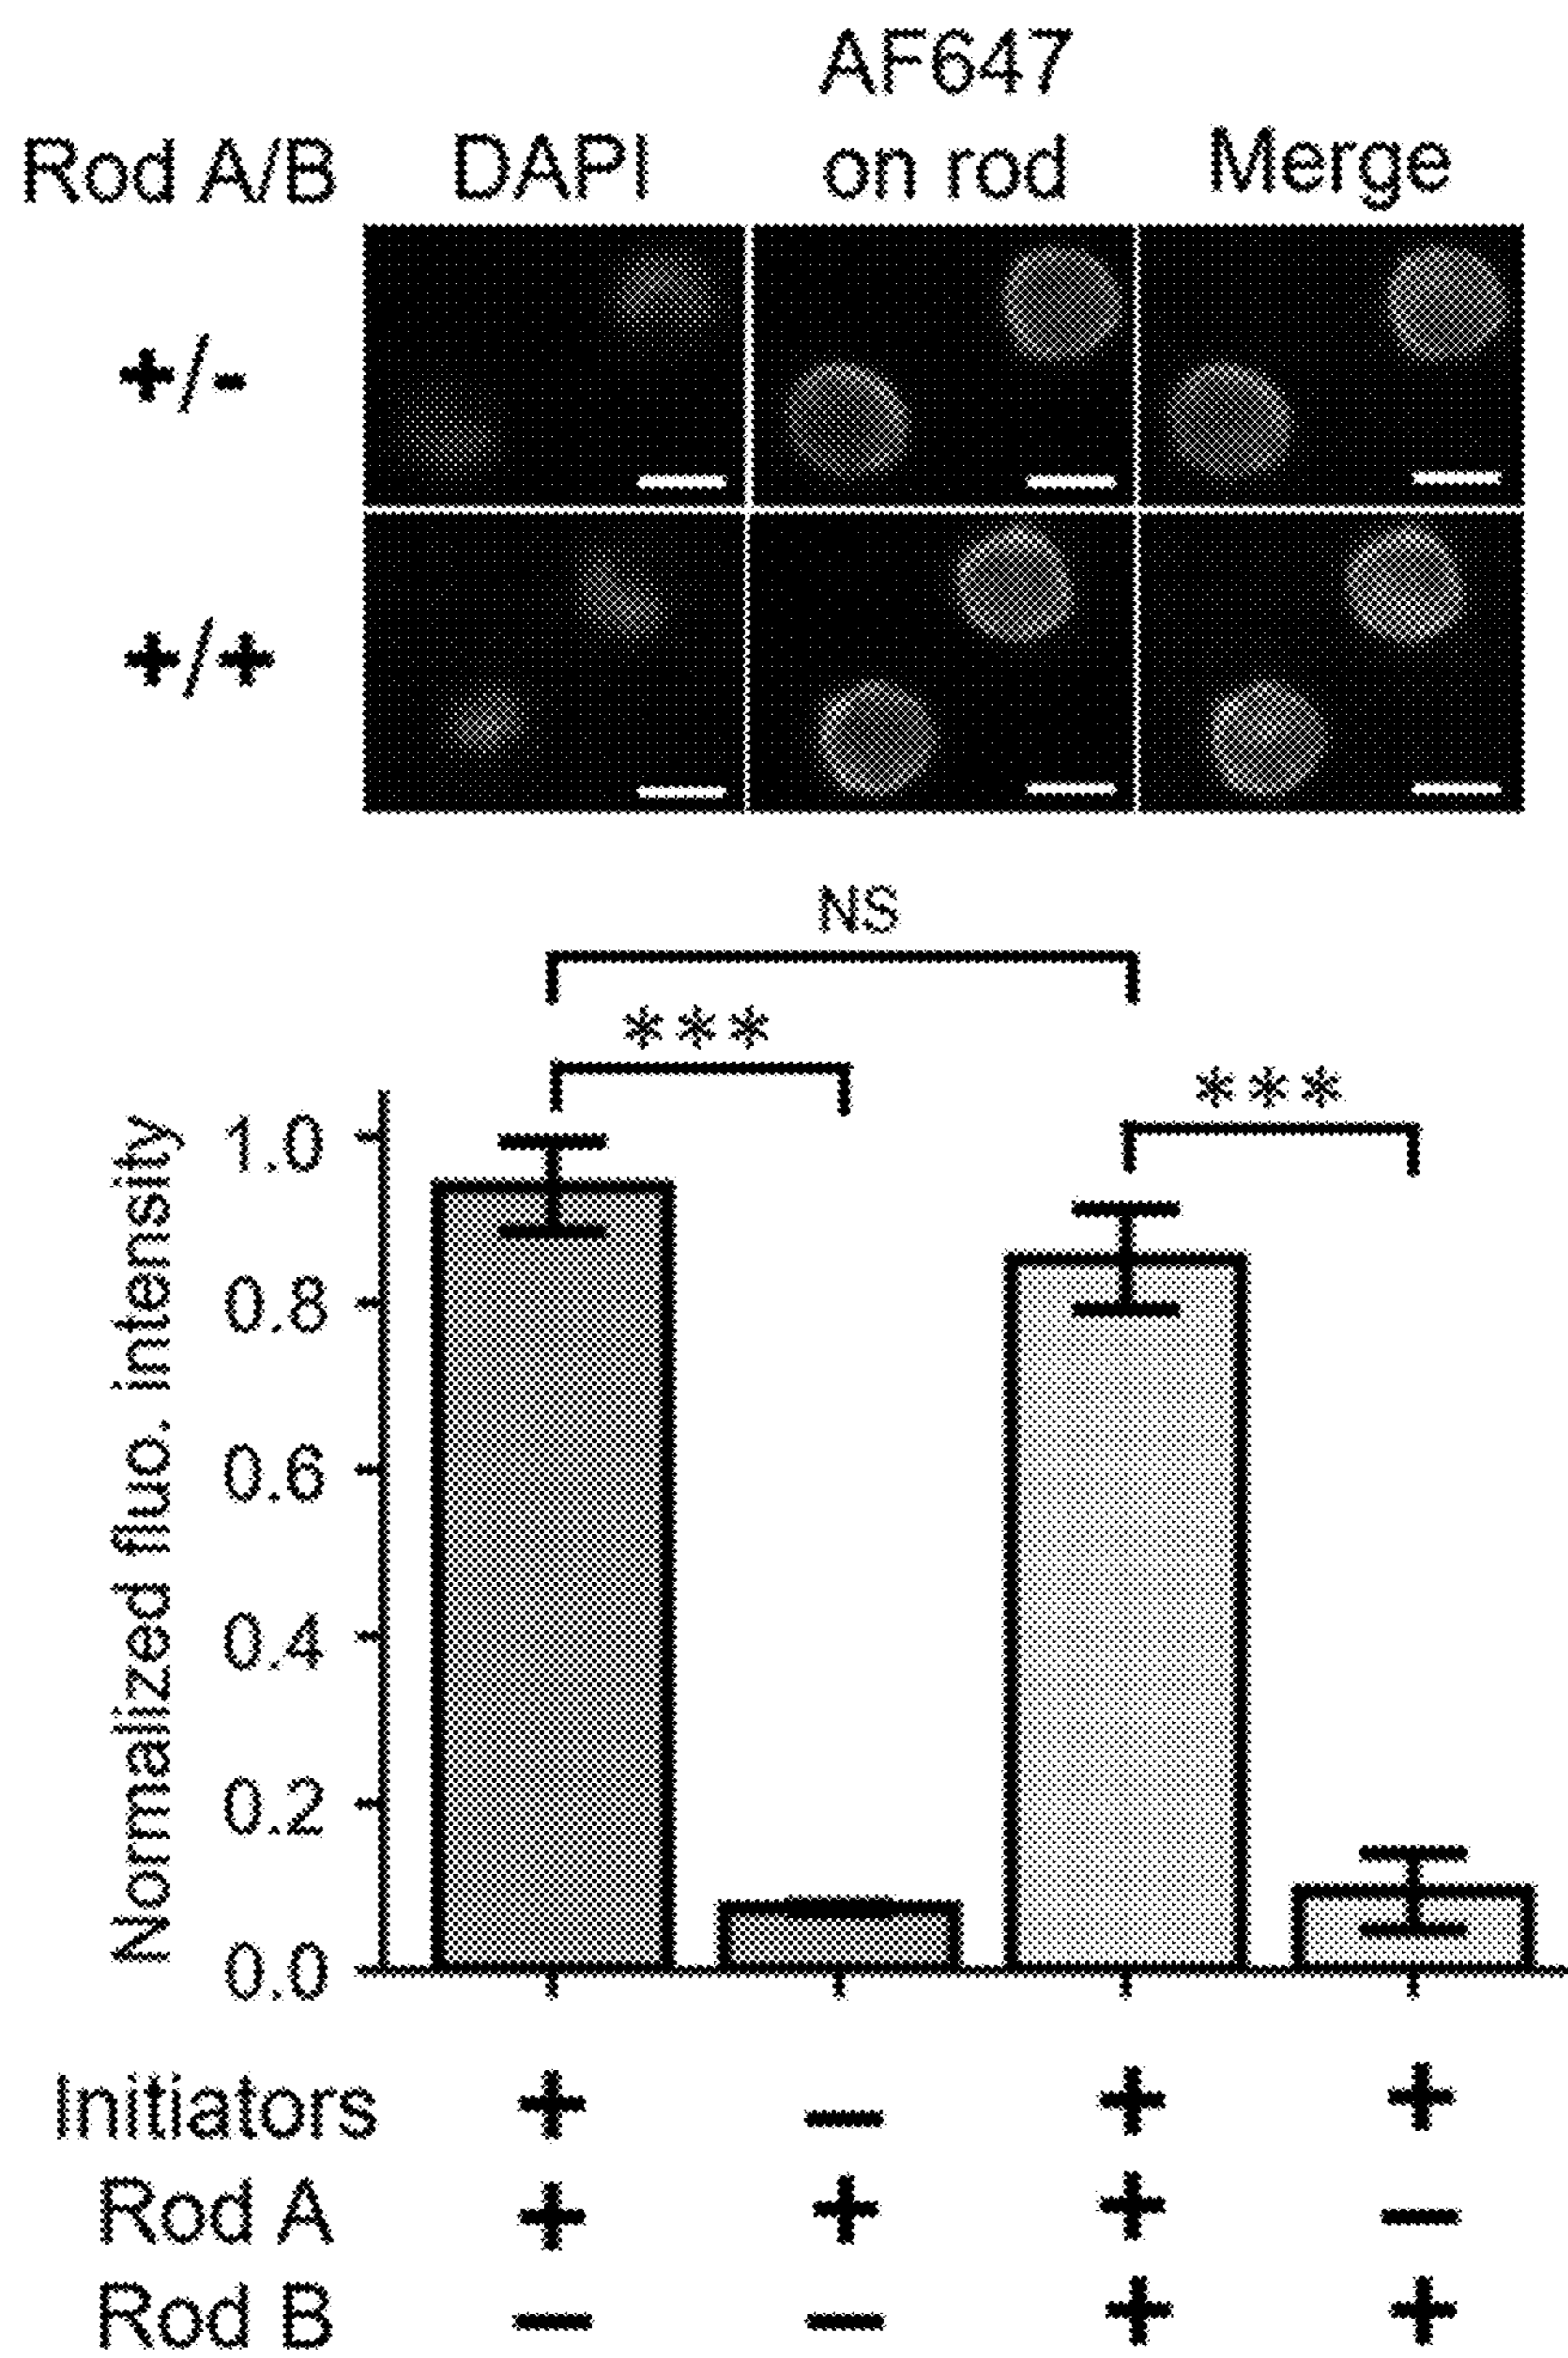 AF647
Rod A/B DAPI on rod Merge
+/-
+/+
NS
***
***
Normalized fluo. intensity
1.0
0.8
0.6
0.4
0.2
0.0
Initiators + – + +
Rod A + + + –
Rod B – – + +